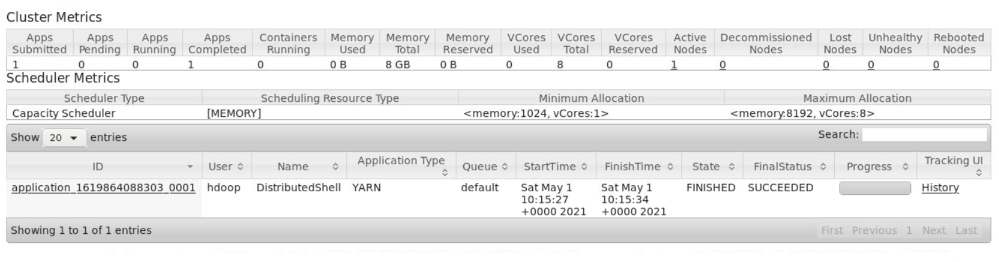 Cluster Metrics
Apps Submitted Apps Pending Apps Running Apps Completed Containers Running Memory Used Memory Total Memory Reserved VCores Used VCores Total VCores Reserved Active Nodes Decommissioned Nodes Lost Nodes Unhealthy Nodes Rebooted Nodes
1 0 0 1 0 0 B 8 GB 0 B 0 8 0 1 0 0 0 0
Scheduler Metrics
Scheduler Type Scheduling Resource Type Minimum Allocation Maximum Allocation
Capacity Scheduler [MEMORY] <memory:1024, vCores:1> <memory:8192, vCores:8>
Show 20 entries Search:
ID User Name Application Type Queue StartTime FinishTime State FinalStatus Progress Tracking UI
application_1619864088303_0001 hdoop DistributedShell YARN default Sat May 1 10:15:27 +0000 2021 Sat May 1 10:15:34 +0000 2021 FINISHED SUCCEEDED History
Showing 1 to 1 of 1 entries First Previous 1 Next Last